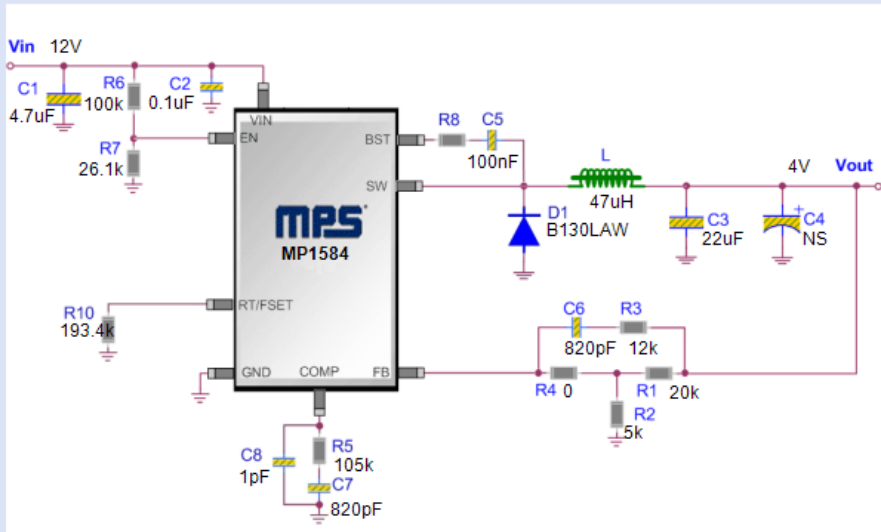 Vin 12V
C1
4.7uF
R6
100k
C2
0.1uF
R7
26.1k
VIN
EN
BST
SW
MPS
MP1584
RT/FSET
GND
COMP
FB
R8
C5
100nF
L
47uH
4V
Vout
D1
B130LAW
C3
22uF
+
C4
NS
R10
193.4k
C6
820pF
R3
12k
R4
0
R1
20k
R2
5k
C8
1pF
R5
105k
C7
820pF